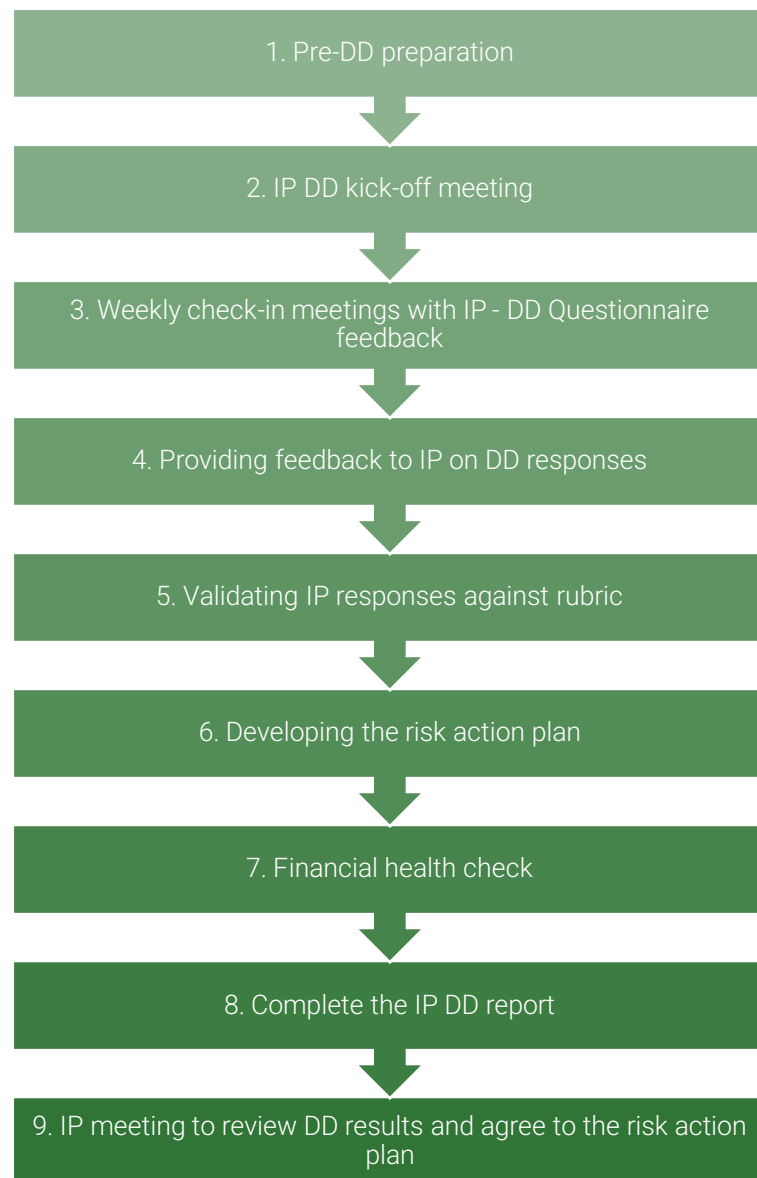 1. Pre-DD preparation
2. IP DD kick-off meeting
3. Weekly check-in meetings with IP - DD Questionnaire
feedback
4. Providing feedback to IP on DD responses
5. Validating IP responses against rubric
6. Developing the risk action plan
7. Financial health check
8. Complete the IP DD report
9. IP meeting to review DD results and agree to the risk action
plan